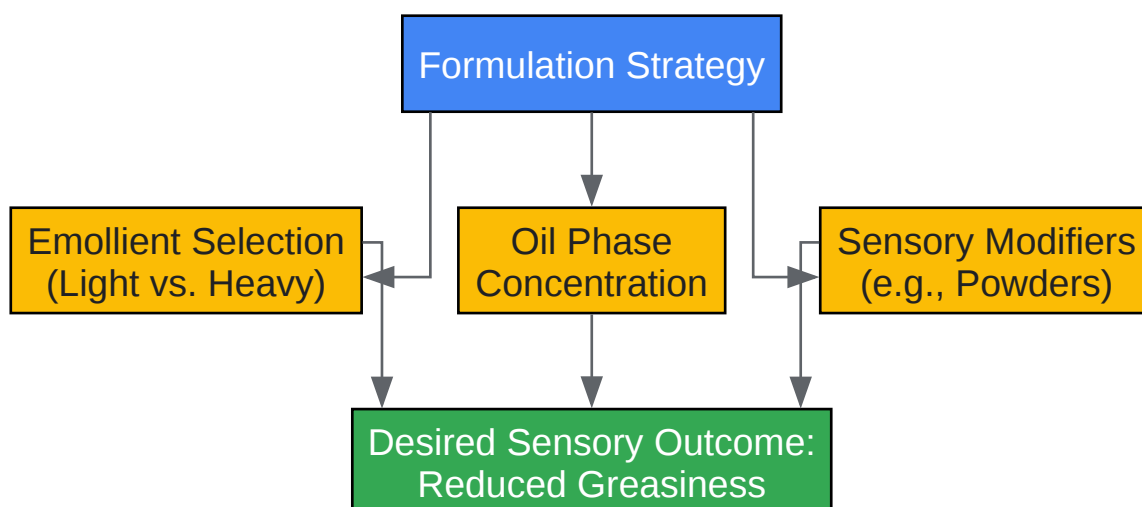 Formulation Strategy
Emollient Selection
(Light vs. Heavy)
Oil Phase
Concentration
Sensory Modifiers
(e.g., Powders)
Desired Sensory Outcome:
Reduced Greasiness